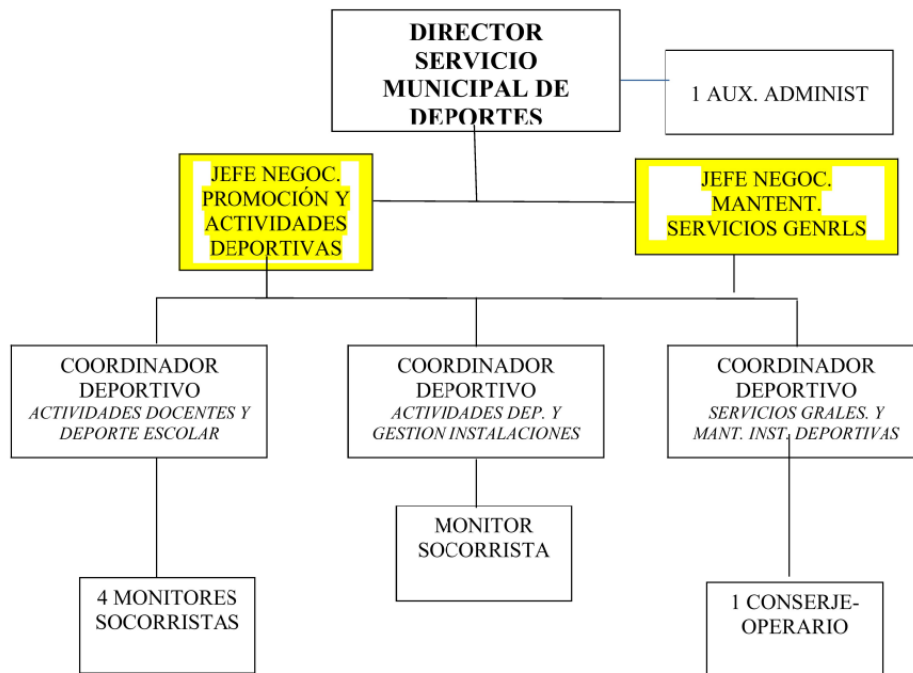 DIRECTOR
SERVICIO
MUNICIPAL DE
DEPORTES
1 AUX. ADMINIST
JEFE NEGOC.
PROMOCIÓN Y
ACTIVIDADES
DEPORTIVAS
JEFE NEGOC.
MANTENT.
SERVICIOS GENRLS
COORDINADOR
DEPORTIVO
ACTIVIDADES DOCENTES Y
DEPORTE ESCOLAR
COORDINADOR
DEPORTIVO
ACTIVIDADES DEP. Y
GESTION INSTALACIONES
COORDINADOR
DEPORTIVO
SERVICIOS GRALES. Y
MANT. INST. DEPORTIVAS
MONITOR
SOCORRISTA
4 MONITORES
SOCORRISTAS
1 CONSERJE-
OPERARIO